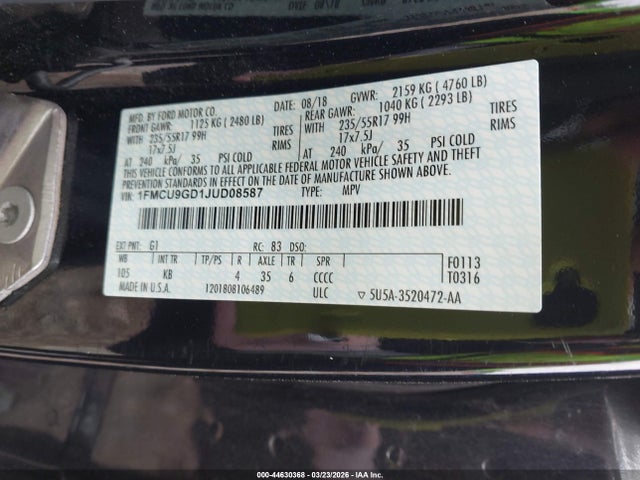 MFD. BY FORD MOTOR CO. 08/18 GVWR: 2159 KG ( 4760 LB)
FRONT GAWR: 1125 KG ( 2480 LB) REAR GAWR: 1040 KG ( 2293 LB)
WITH 235/55R17 99H TIRES WITH 235/55R17 99H TIRES
17x7.5J RIMS 17x7.5J RIMS
AT 240 kPa/ 35 PSI COLD AT 240 kPa/ 35 PSI COLD
THIS VEHICLE CONFORMS TO ALL APPLICABLE FEDERAL MOTOR VEHICLE SAFETY AND THEFT
PREVENTION STANDARDS IN EFFECT ON THE DATE OF MANUFACTURE SHOWN ABOVE.
VIN: 1FMCU9GD1JUD08587 TYPE: MPV
EXT PNT: G1 RC: 83 DSO:
WB INT TR TP/PS R AXLE TR SPR F0113
105 KB 4 35 6 CCCC T0316
MADE IN U.S.A. 1201808106489 ULC 5U5A-3520472-AA
000-44630368 - 03/23/2026 - IAA Inc.